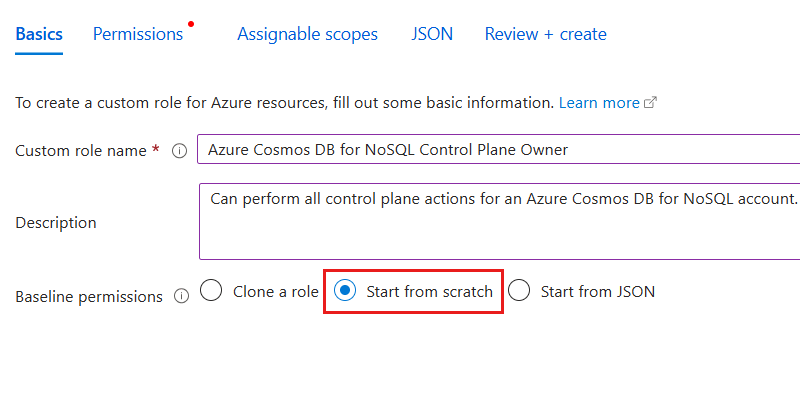 Basics Permissions Assignable scopes JSON Review + create
To create a custom role for Azure resources, fill out some basic information. Learn more
Custom role name * Azure Cosmos DB for NoSQL Control Plane Owner
Can perform all control plane actions for an Azure Cosmos DB for NoSQL account.
Description
Baseline permissions Clone a role Start from scratch Start from JSON